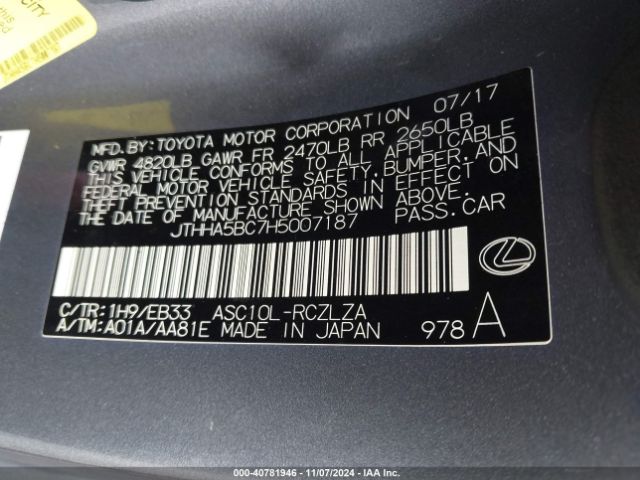 CITY
MFD. BY: TOYOTA MOTOR CORPORATION 07/17
GVWR 4820LB GAWR FR 2470LB RR 2650LB
THIS VEHICLE CONFORMS TO ALL APPLICABLE
FEDERAL MOTOR VEHICLE SAFETY, BUMPER, AND
THEFT PREVENTION STANDARDS IN EFFECT ON
THE DATE OF MANUFACTURE SHOWN ABOVE.
JTHHA5BC7H5007187 PASS. CAR
C/TR: 1H9/EB33 ASC10L-RCZLZA
A/TM: A01A/AA81E MADE IN JAPAN 978 A
000-40781946 - 11/07/2024 - Copyright IAA